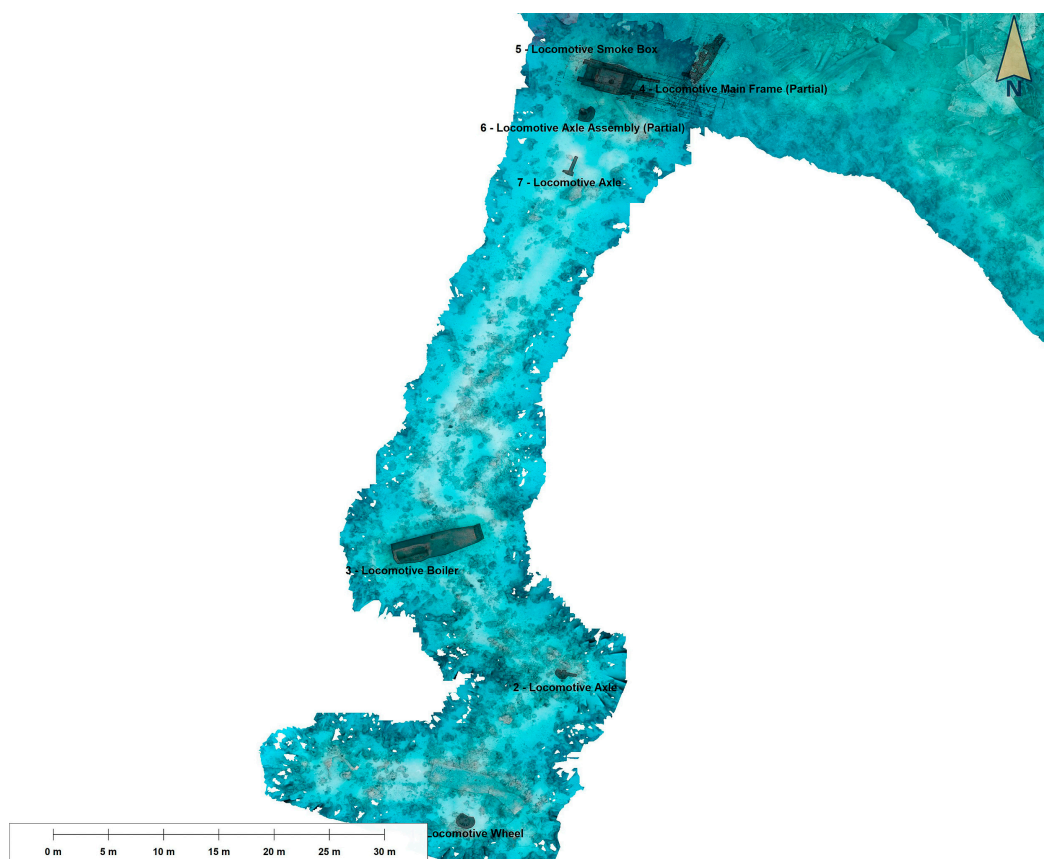 5 - Locomotive Smoke Box
4 - Locomotive Main Frame (Partial)
N
6 - Locomotive Axle Assembly (Partial)
7 - Locomotive Axle
3 - Locomotive Boiler
2 - Locomotive Axle
Locomotive Wheel
0 m 5 m 10 m 15 m 20 m 25 m 30 m